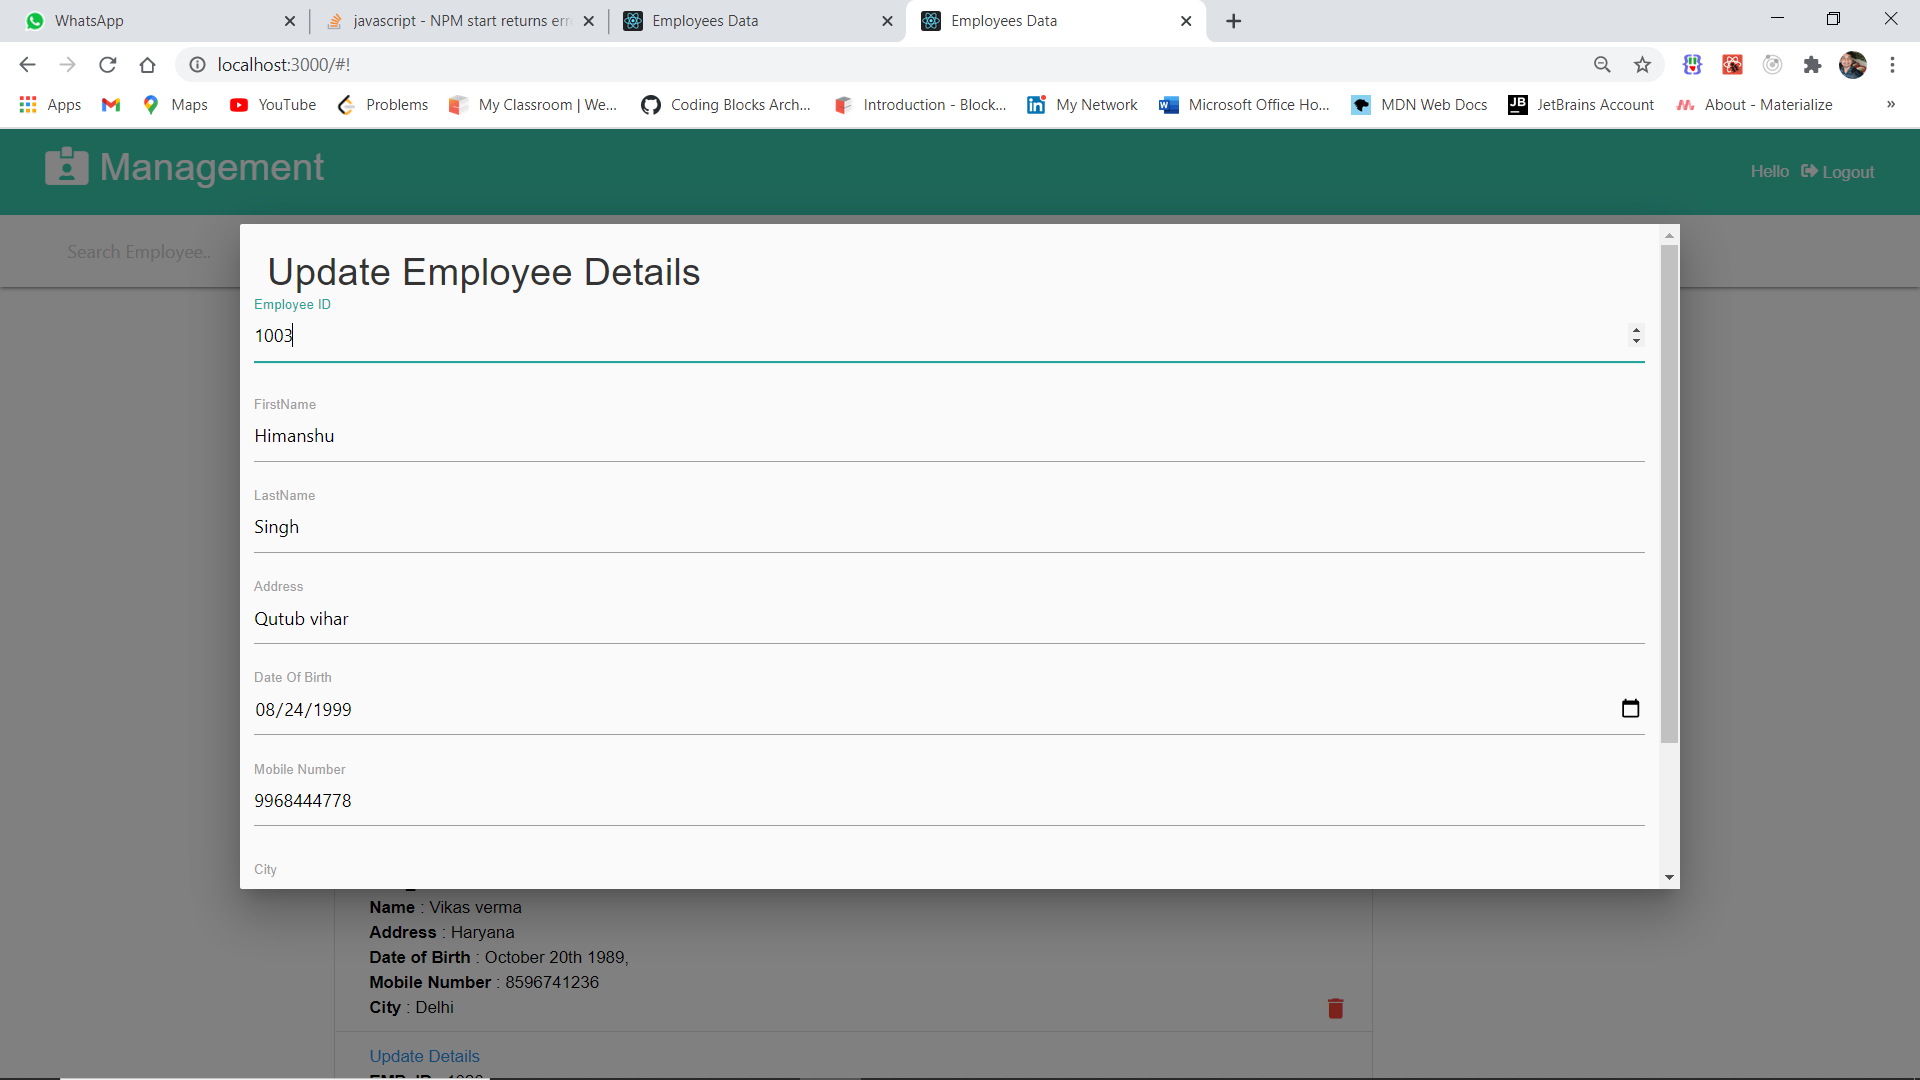 WhatsApp
javascript - NPM start returns err
Employees Data
Employees Data
localhost:3000/#!
Apps
Maps
YouTube
Problems
My Classroom | We...
Coding Blocks Arch...
Introduction - Block...
My Network
Microsoft Office Ho...
MDN Web Docs
JetBrains Account
About - Materialize
»
Management
Hello
Logout
Search Employee..
Update Employee Details
Employee ID
1003
FirstName
Himanshu
LastName
Singh
Address
Qutub vihar
Date Of Birth
08/24/1999
Mobile Number
9968444778
City
Name : Vikas verma
Address : Haryana
Date of Birth : October 20th 1989,
Mobile Number : 8596741236
City : Delhi
Update Details